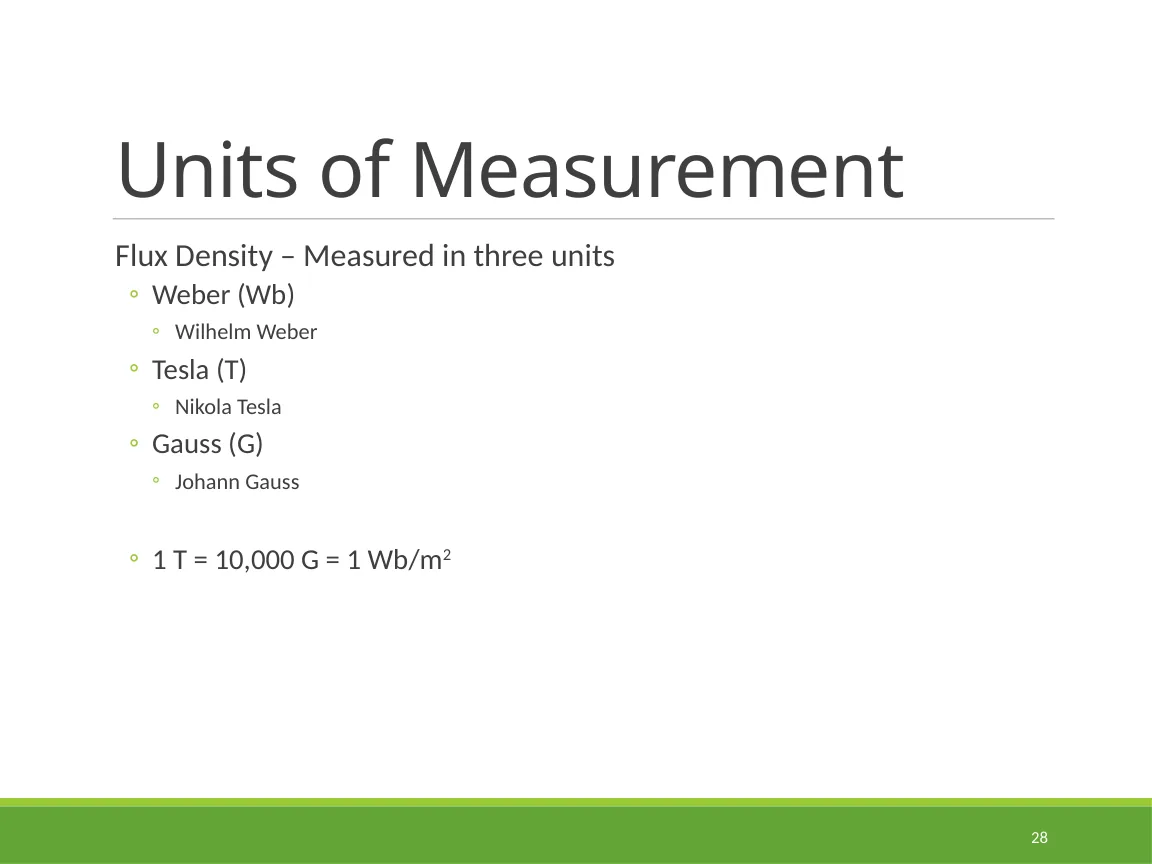 Units of Measurement
Flux Density – Measured in three units
◦ Weber (Wb)
◦ Wilhelm Weber
◦ Tesla (T)
◦ Nikola Tesla
◦ Gauss (G)
◦ Johann Gauss
◦ 1 T = 10,000 G = 1 Wb/m²
28